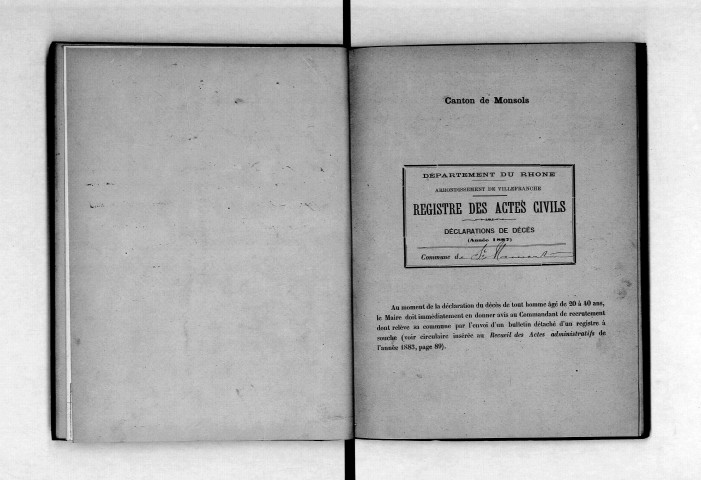 Canton de Monsols
DÉPARTEMENT DU RHONE
ARRONDISSEMENT DE VILLEFRANCHE
REGISTRE DES ACTES CIVILS
DÉCLARATIONS DE DÉCÈS
(Année 1887)
Commune de St
Au moment de la déclaration du décès de tout homme âgé de 20 à 40 ans,
le Maire doit immédiatement en donner avis au Commandant de recrutement
dont relève sa commune par l'envoi d'un bulletin détaché d'un registre à
souche (voir circulaire insérée au Recueil des Actes administratifs de
l'année 1883, page 89).